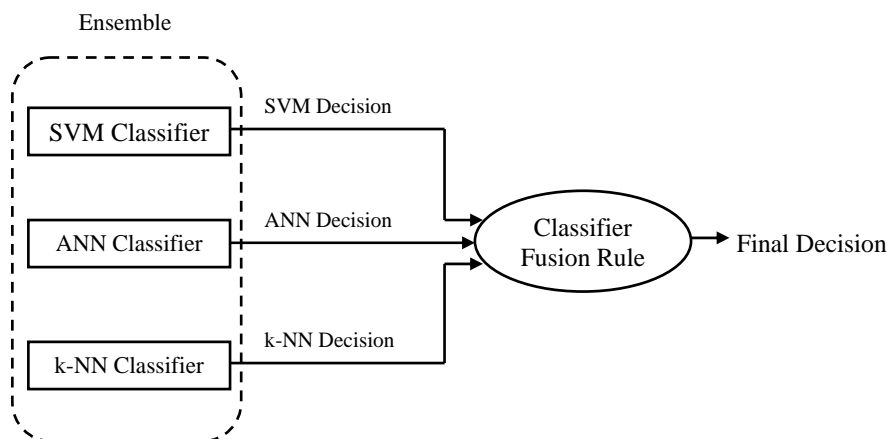 Ensemble
SVM Classifier
SVM Decision
ANN Classifier
ANN Decision
k-NN Classifier
k-NN Decision
Classifier
Fusion Rule
Final Decision